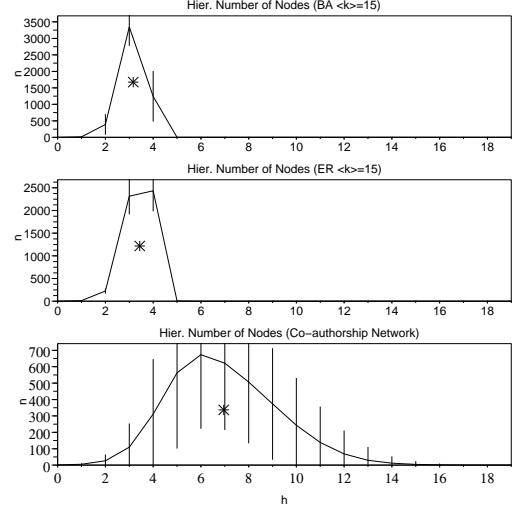 Hier. Number of Nodes (BA <k>=15)
3500
3000
2500
2000
1500
1000
500
0
n
0 2 4 6 8 10 12 14 16 18
Hier. Number of Nodes (ER <k>=15)
2500
2000
1500
1000
500
0
n
0 2 4 6 8 10 12 14 16 18
Hier. Number of Nodes (Co−authorship Network)
700
600
500
400
300
200
100
0
n
0 2 4 6 8 10 12 14 16 18
h